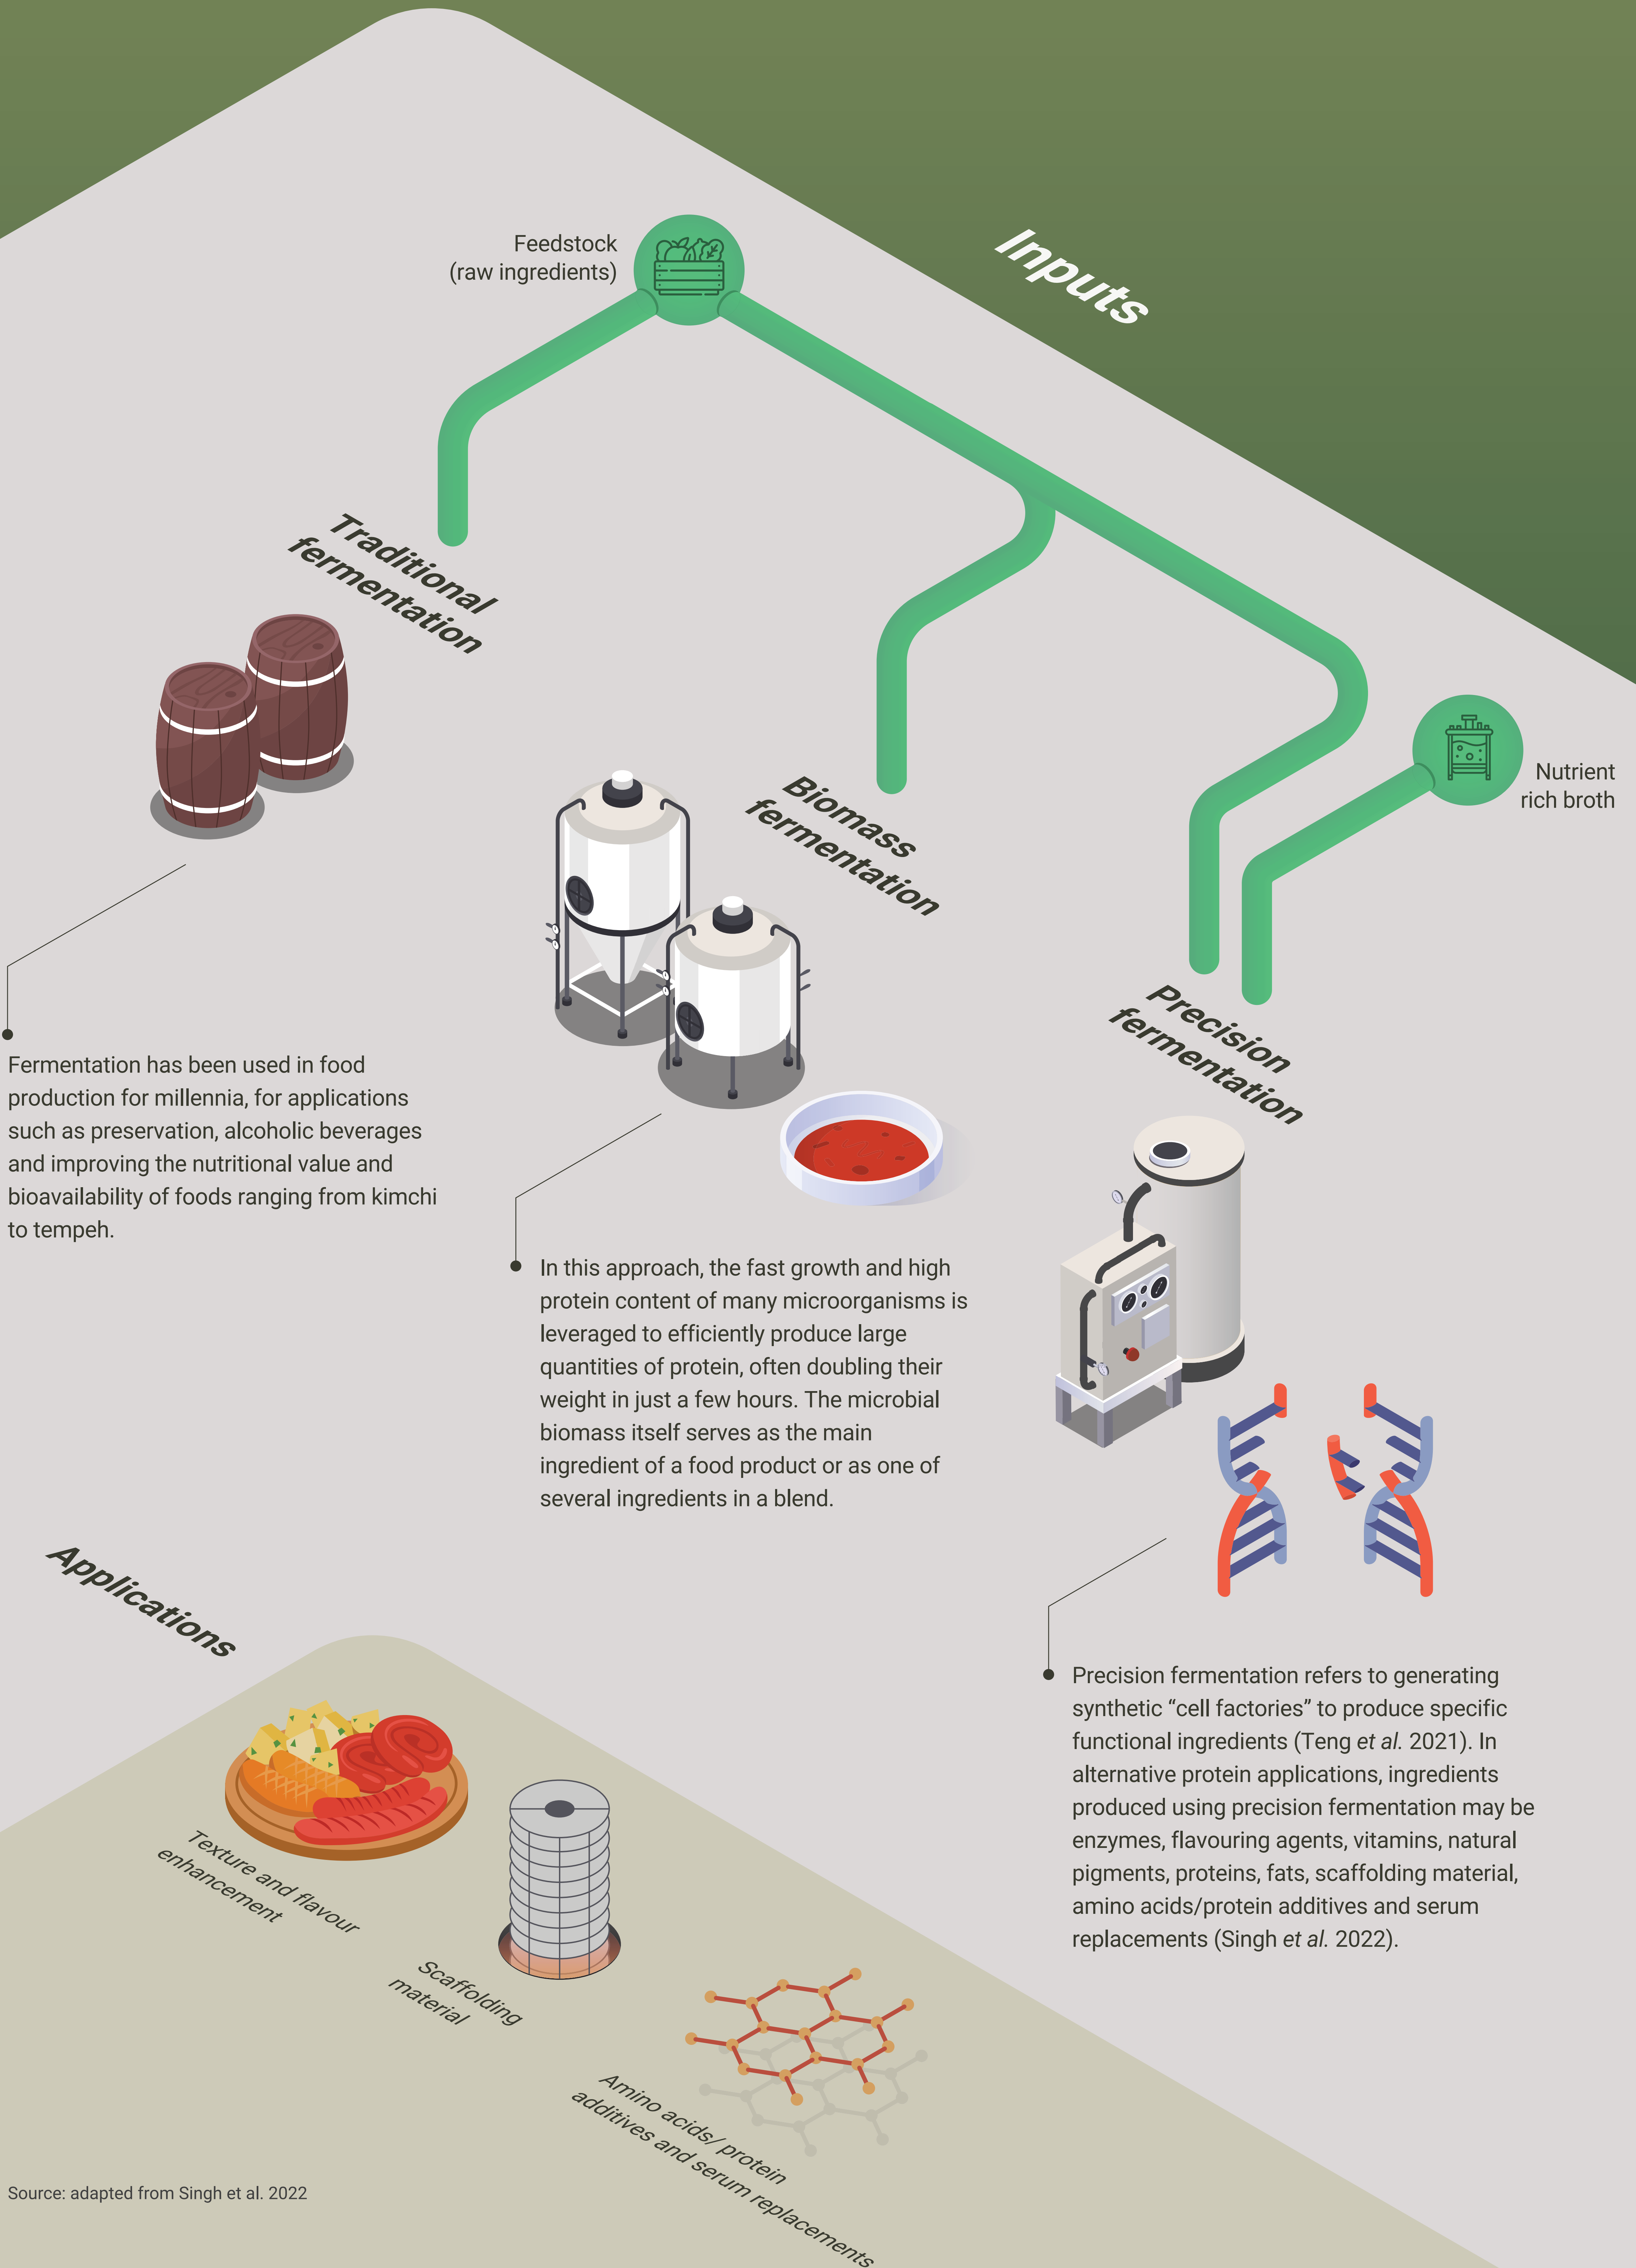 Inputs
Feedstock
(raw ingredients)
Traditional
fermentation
Nutrient
rich broth
Biomass
fermentation
Precision
fermentation
Fermentation has been used in food
production for millennia, for applications
such as preservation, alcoholic beverages
and improving the nutritional value and
bioavailability of foods ranging from kimchi
to tempeh.
In this approach, the fast growth and high
protein content of many microorganisms is
leveraged to efficiently produce large
quantities of protein, often doubling their
weight in just a few hours. The microbial
biomass itself serves as the main
ingredient of a food product or as one of
several ingredients in a blend.
Precision fermentation refers to generating
synthetic “cell factories” to produce specific
functional ingredients (Teng et al. 2021). In
alternative protein applications, ingredients
produced using precision fermentation may be
enzymes, flavouring agents, vitamins, natural
pigments, proteins, fats, scaffolding material,
amino acids/protein additives and serum
replacements (Singh et al. 2022).
Applications
Texture and flavour
enhancement
Scaffolding
material
Amino acids/ protein
additives and serum replacements
Source: adapted from Singh et al. 2022